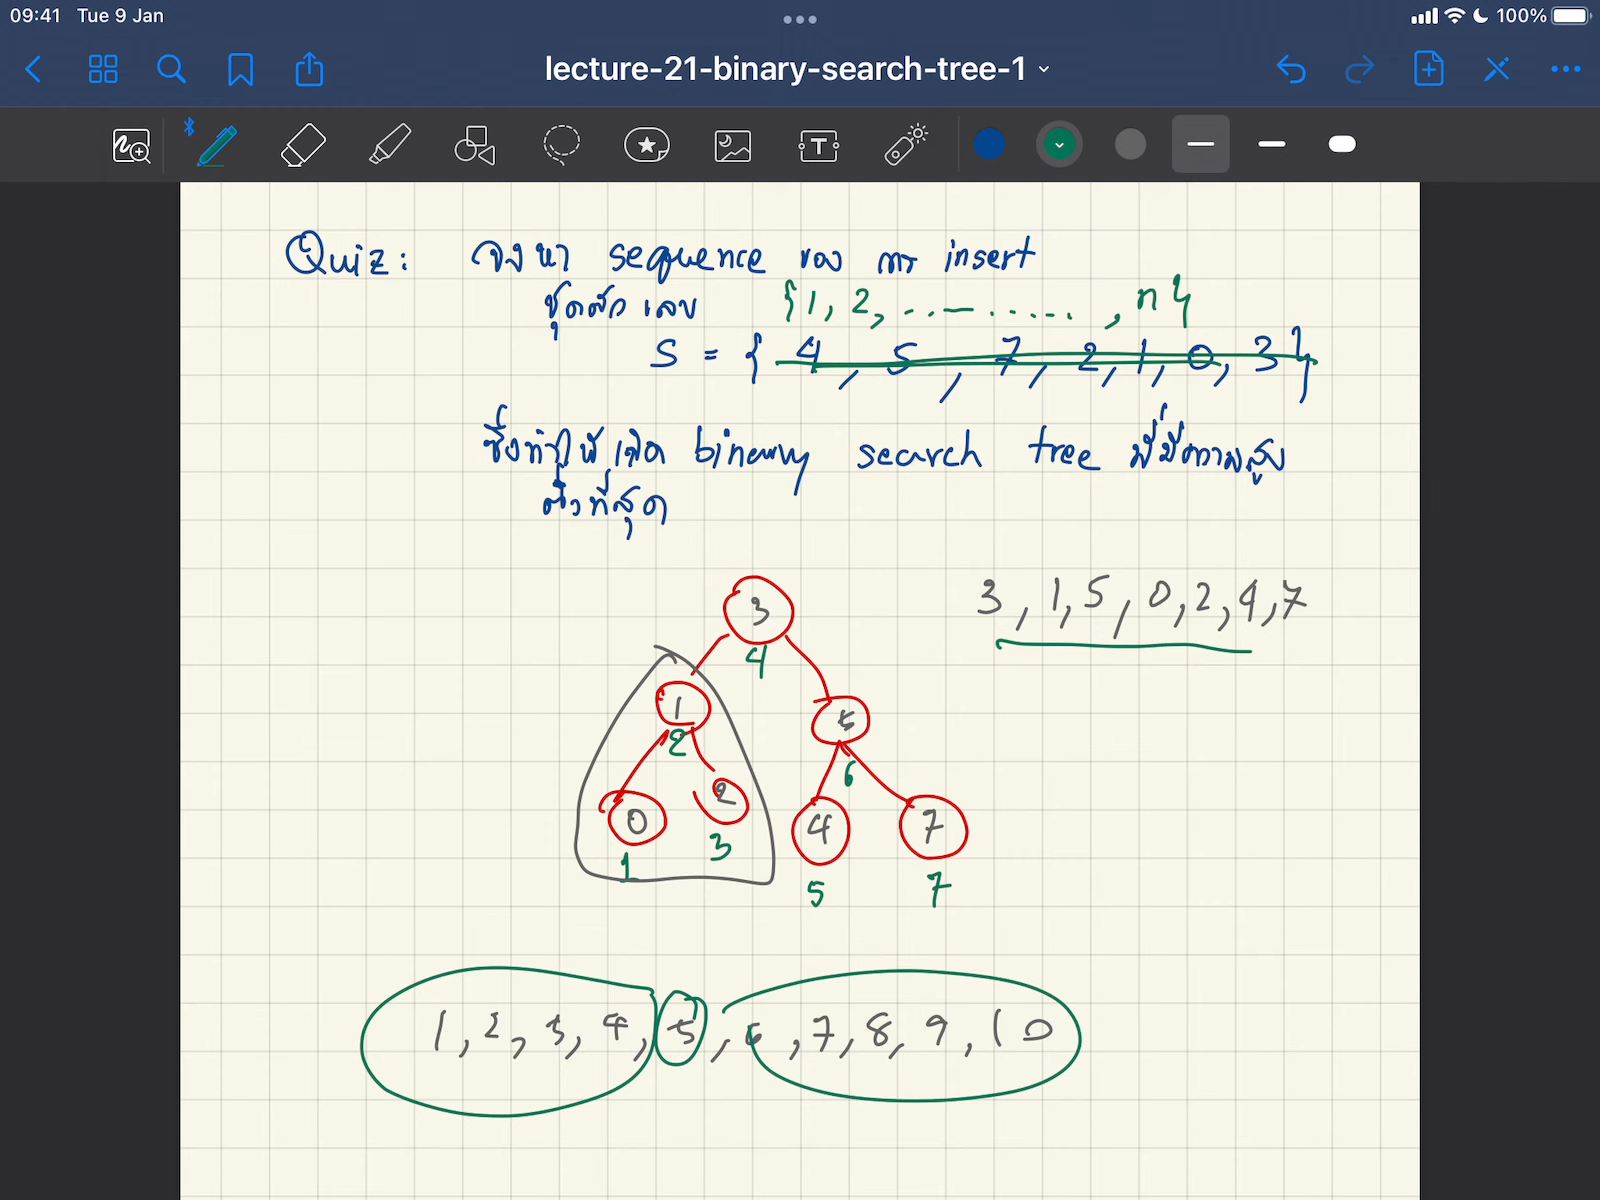 09:41 Tue 9 Jan
100%
lecture-21-binary-search-tree-1
Quiz: จงหา sequence ของ การ insert
ชุดตัวเลข {1, 2, ..........., n}
S = { 4, 5, 7, 2, 1, 0, 3 }
ซึ่งทำให้เกิด binary search tree ที่มีความสูง
ต่ำที่สุด
3, 1, 5, 0, 2, 4, 7
3
4
1
5
2
6
0
2
4
7
1
3
5
7
1, 2, 3, 4, 5, 6, 7, 8, 9, 10